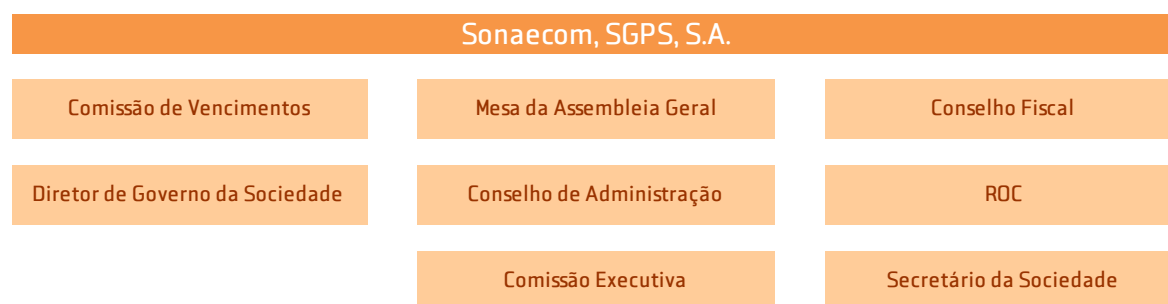 Sonaecom, SGPS, S.A.
Comissão de Vencimentos
Mesa da Assembleia Geral
Conselho Fiscal
Diretor de Governo da Sociedade
Conselho de Administração
ROC
Comissão Executiva
Secretário da Sociedade